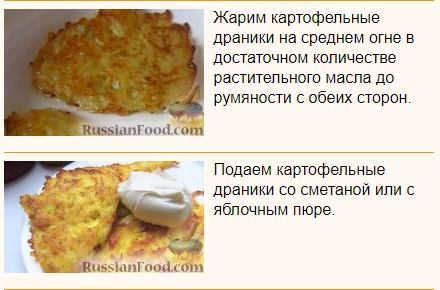 Жарим картофельные
драники на среднем огне в
достаточном количестве
растительного масла до
румяности с обеих сторон.
RussianFood.com
Подаем картофельные
драники со сметаной или с
яблочным пюре.
RussianFood.com